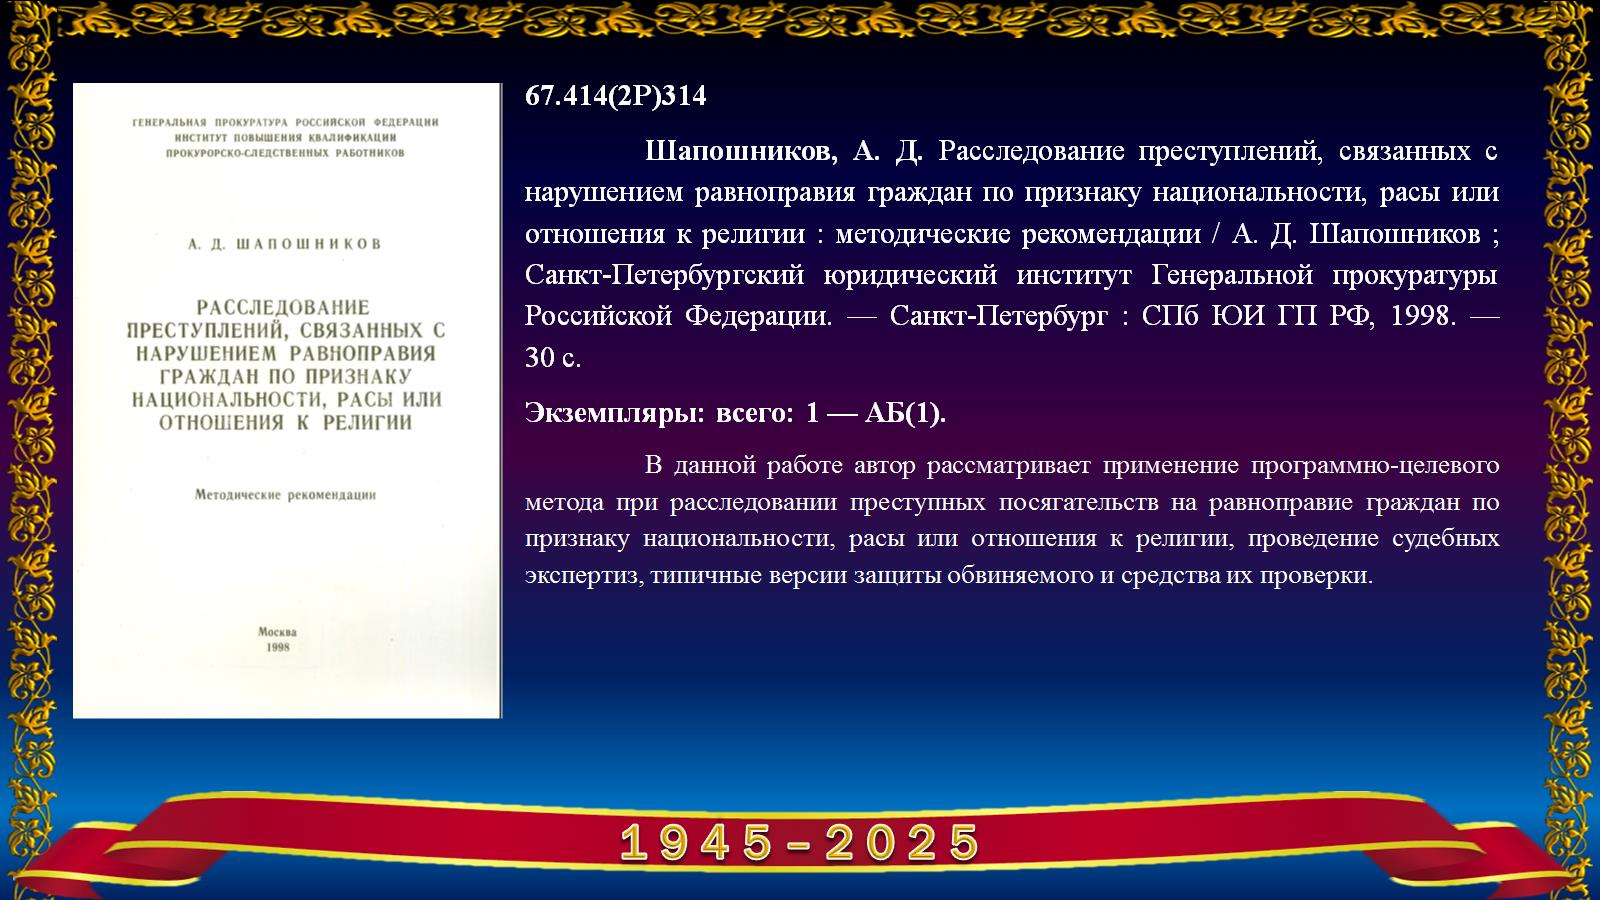 ГЕНЕРАЛЬНАЯ ПРОКУРАТУРА РОССИЙСКОЙ ФЕДЕРАЦИИ
ИНСТИТУТ ПОВЫШЕНИЯ КВАЛИФИКАЦИИ
ПРОКУРОРСКО-СЛЕДСТВЕННЫХ РАБОТНИКОВ
А. Д. ШАПОШНИКОВ
РАССЛЕДОВАНИЕ
ПРЕСТУПЛЕНИЙ, СВЯЗАННЫХ С
НАРУШЕНИЕМ РАВНОПРАВИЯ
ГРАЖДАН ПО ПРИЗНАКУ
НАЦИОНАЛЬНОСТИ, РАСЫ ИЛИ
ОТНОШЕНИЯ К РЕЛИГИИ
Методические рекомендации
Москва
1998
67.414(2Р)314
Шапошников, А. Д. Расследование преступлений, связанных с
нарушением равноправия граждан по признаку национальности, расы или
отношения к религии : методические рекомендации / А. Д. Шапошников ;
Санкт-Петербургский юридический институт Генеральной прокуратуры
Российской Федерации. — Санкт-Петербург : СПб ЮИ ГП РФ, 1998. —
30 с.
Экземпляры: всего: 1 — АБ(1).
В данной работе автор рассматривает применение программно-целевого
метода при расследовании преступных посягательств на равноправие граждан по
признаку национальности, расы или отношения к религии, проведение судебных
экспертиз, типичные версии защиты обвиняемого и средства их проверки.
1945–2025